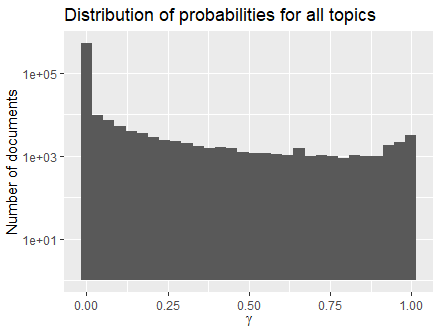 Distribution of probabilities for all topics
Number of documents
1e+05
1e+03
1e+01
0.00 0.25 0.50 0.75 1.00
γ